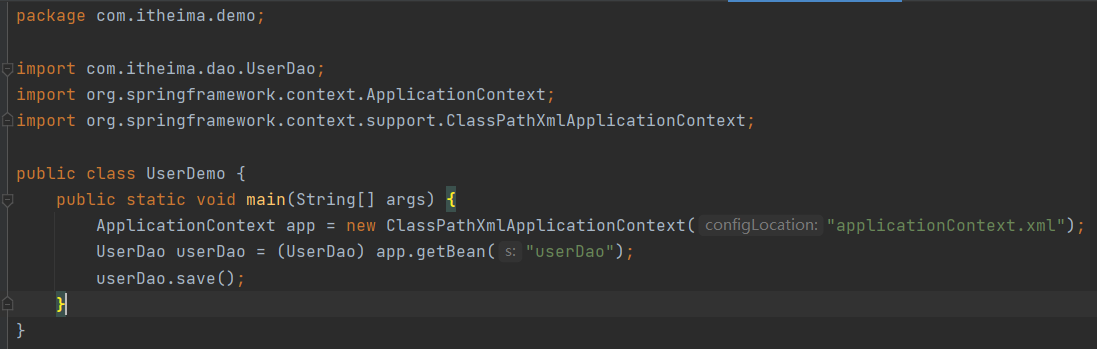 package com.itheima.demo;
import com.itheima.dao.UserDao;
import org.springframework.context.ApplicationContext;
import org.springframework.context.support.ClassPathXmlApplicationContext;
public class UserDemo {
public static void main(String[] args) {
ApplicationContext app = new ClassPathXmlApplicationContext( configLocation: "applicationContext.xml");
UserDao userDao = (UserDao) app.getBean( s: "userDao");
userDao.save();
}
}